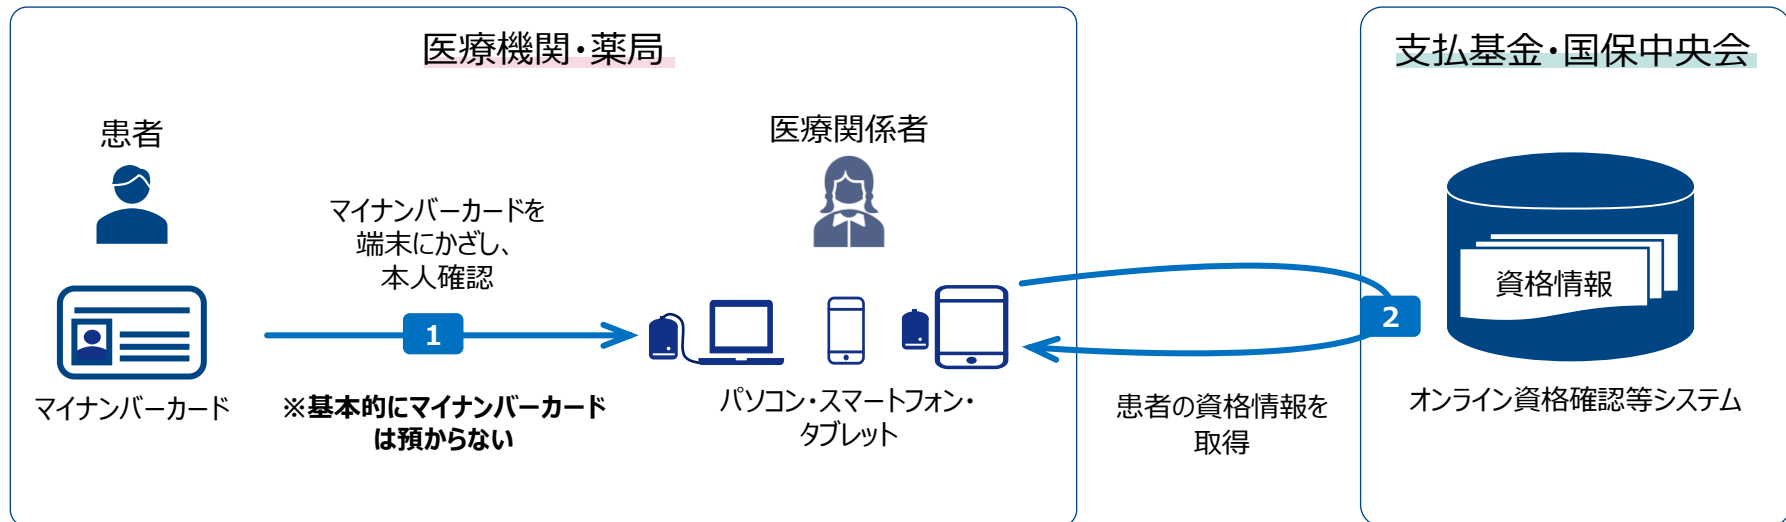 医療機関・薬局
患者
マイナンバーカード
マイナンバーカードを
端末にかざし、
本人確認
1
※基本的にマイナンバーカード
は預からない
医療関係者
パソコン・スマートフォン・
タブレット
2
患者の資格情報を
取得
支払基金・国保中央会
資格情報
オンライン資格確認等システム